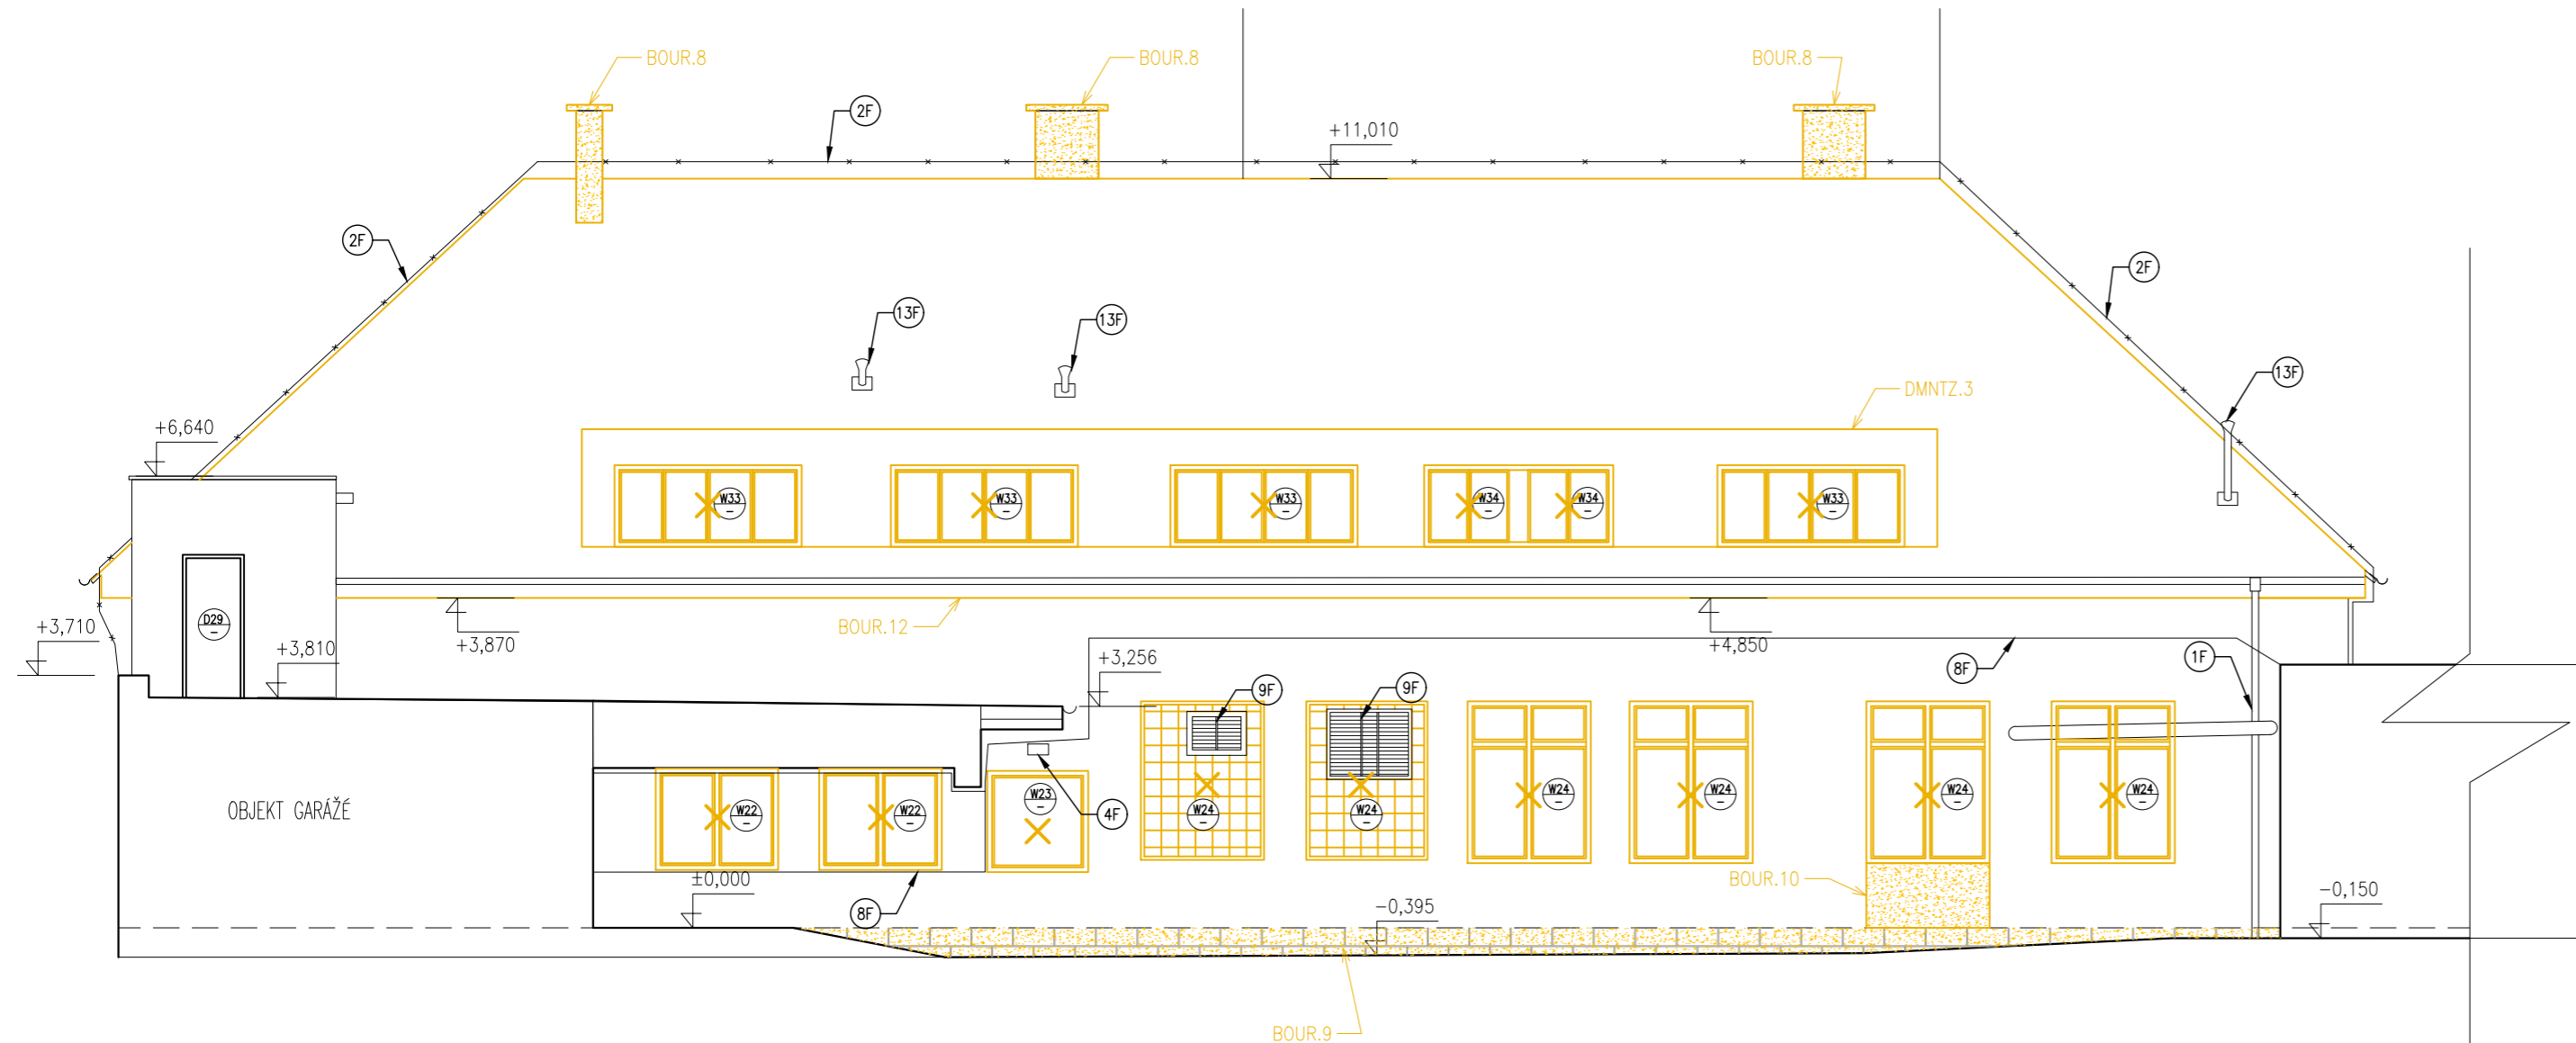 BOUR.8
BOUR.8
BOUR.8
2F
+11,010
2F
2F
13F
13F
13F
DMNTZ.3
+6,640
W33
–
W33
–
W33
–
W34
–
W34
–
W33
–
D29
–
+3,710
+3,810
+3,870
BOUR.12
+4,850
+3,256
8F
1F
9F
9F
OBJEKT GARÁŽÉ
W22
–
W22
–
W23
–
4F
W24
–
W24
–
W24
–
W24
–
W24
–
W24
–
±0,000
8F
BOUR.10
-0,395
-0,150
BOUR.9